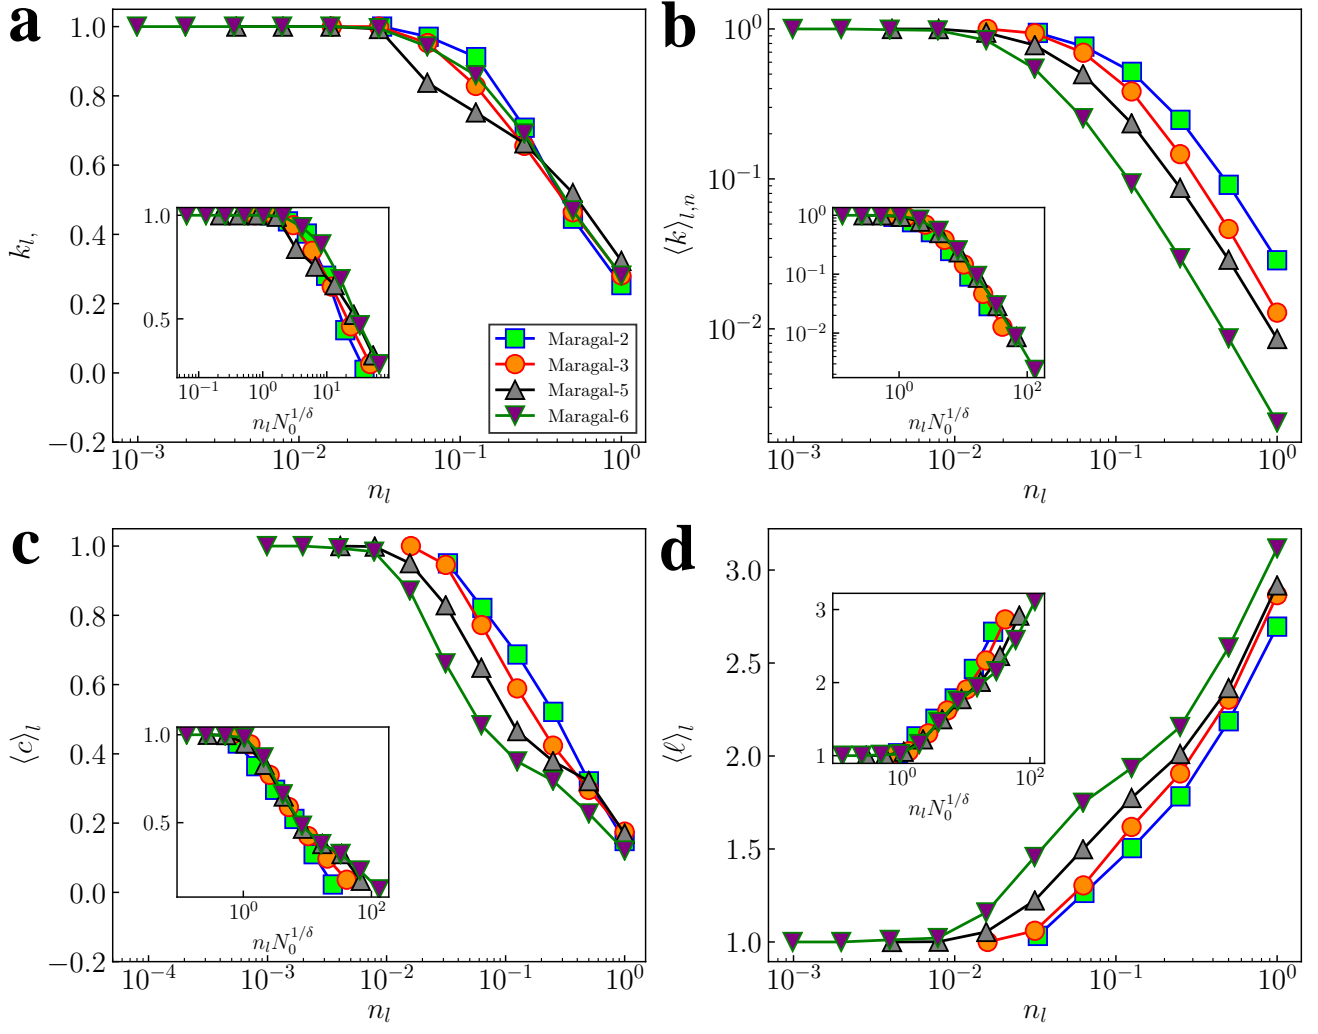 a
1.0
0.8
0.6
0.4
0.2
0.0
−0.2
k_{l,}
10^{−3}
10^{−2}
10^{−1}
10^{0}
n_l
1.0
0.5
10^{−1}
10^{0}
10^{1}
n_l N_0^{1/δ}
Maragal-2
Maragal-3
Maragal-5
Maragal-6
b
10^{0}
10^{−1}
10^{−2}
⟨k⟩_{l,n}
10^{−3}
10^{−2}
10^{−1}
10^{0}
n_l
10^{0}
10^{−1}
10^{−2}
10^{0}
10^{2}
n_l N_0^{1/δ}
c
1.0
0.8
0.6
0.4
0.2
0.0
−0.2
⟨c⟩_l
10^{−4}
10^{−3}
10^{−2}
10^{−1}
10^{0}
n_l
1.0
0.5
10^{0}
10^{2}
n_l N_0^{1/δ}
d
3.0
2.5
2.0
1.5
1.0
⟨ℓ⟩_l
10^{−3}
10^{−2}
10^{−1}
10^{0}
n_l
3
2
1
10^{0}
10^{2}
n_l N_0^{1/δ}